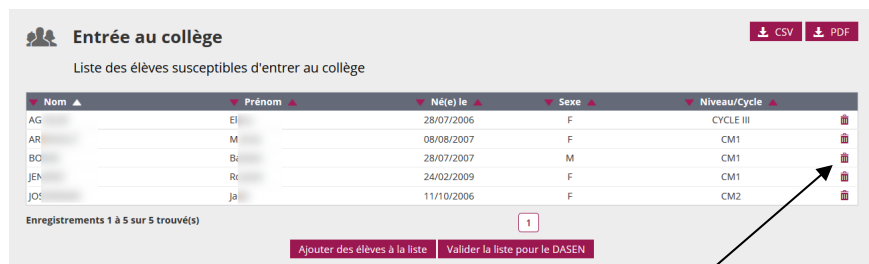 Entrée au collège
CSV PDF
Liste des élèves susceptibles d'entrer au collège
Nom Prénom Né(e) le Sexe Niveau/Cycle
28/07/2006 F CYCLE III
08/08/2007 F CM1
28/07/2007 M CM1
24/02/2009 F CM1
11/10/2006 F CM2
Enregistrements 1 à 5 sur 5 trouvé(s) 1
Ajouter des élèves à la liste Valider la liste pour le DASEN